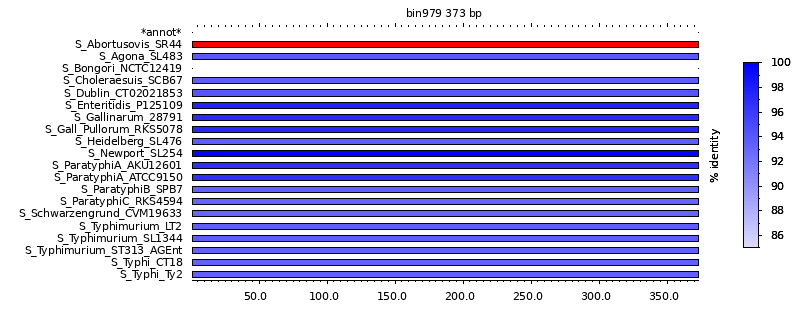 bin979 373 bp
*annot*
S_Abortusovis_SR44
S_Agona_SL483
S_Bongori_NCTC12419
S_Choleraesuis_SCB67
S_Dublin_CT02021853
S_Enteritidis_P125109
S_Gallinarum_28791
S_Gall_Pullorum_RKS5078
S_Heidelberg_SL476
S_Newport_SL254
S_ParatyphiA_AKU12601
S_ParatyphiA_ATCC9150
S_ParatyphiB_SPB7
S_ParatyphiC_RKS4594
S_Schwarzengrund_CVM19633
S_Typhimurium_LT2
S_Typhimurium_SL1344
S_Typhimurium_ST313_AGEnt
S_Typhi_CT18
S_Typhi_Ty2
50.0 100.0 150.0 200.0 250.0 300.0 350.0
% identity
100
98
96
94
92
90
88
86